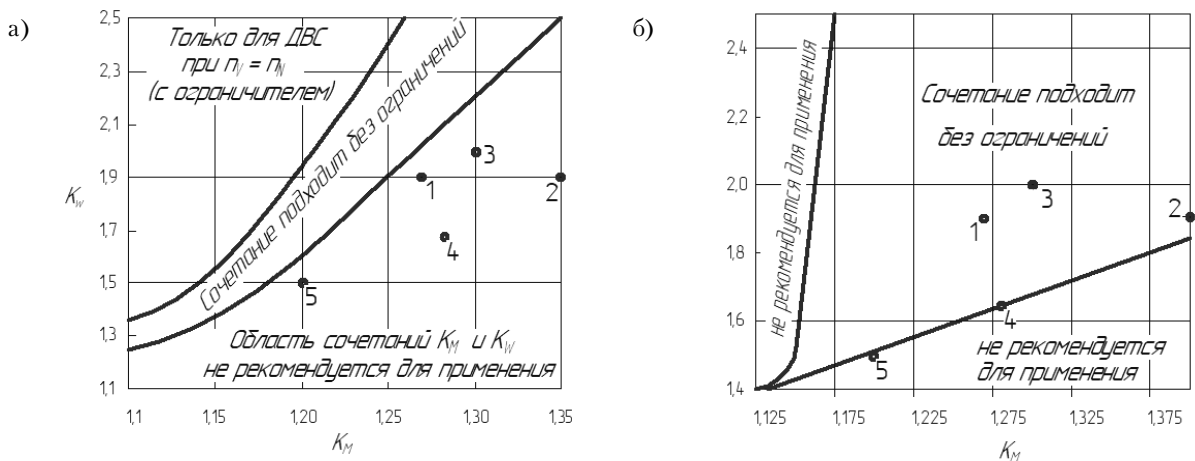 а)
2,5
2,3
2,1
1,9
1,7
1,5
1,3
1,1
K_w
Только для ДВС
при n_V = n_N
(с ограничителем)
Сочетание подходит без ограничений
1
2
3
4
5
Область сочетаний K_M и K_W
не рекомендуется для применения
1,1
1,15
1,20
1,25
1,30
1,35
K_M
б)
2,4
2,2
2,0
1,8
1,6
1,4
не рекомендуется для применения
Сочетание подходит
без ограничений
3
1
2
4
5
не рекомендуется
для применения
1,125
1,175
1,225
1,275
1,325
1,375
K_M